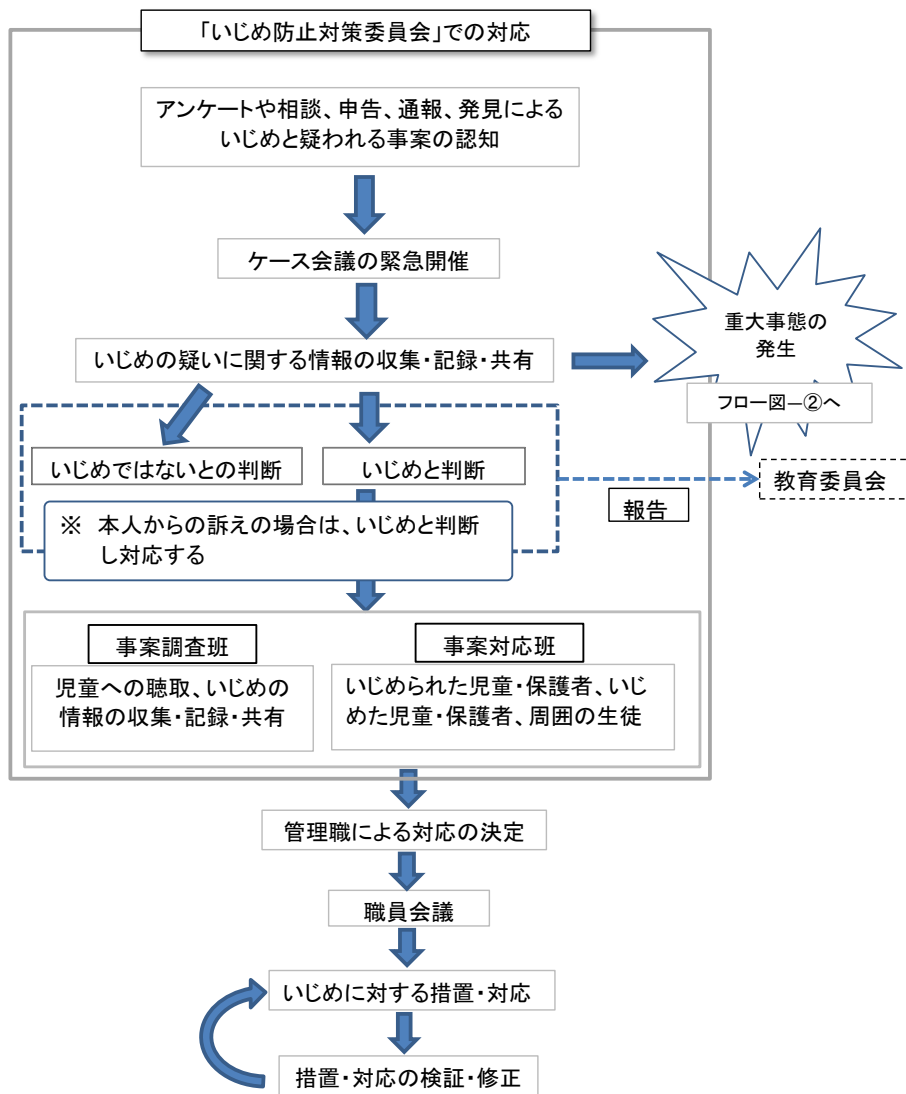 「いじめ防止対策委員会」での対応
アンケートや相談、申告、通報、発見による
いじめと疑われる事案の認知
ケース会議の緊急開催
重大事態の
発生
いじめの疑いに関する情報の収集・記録・共有
フロー図―②へ
いじめではないとの判断
いじめと判断
教育委員会
報告
※ 本人からの訴えの場合は、いじめと判断
し対応する
事案調査班
児童への聴取、いじめの
情報の収集・記録・共有
事案対応班
いじめられた児童・保護者、いじ
めた児童・保護者、周囲の生徒
管理職による対応の決定
職員会議
いじめに対する措置・対応
措置・対応の検証・修正